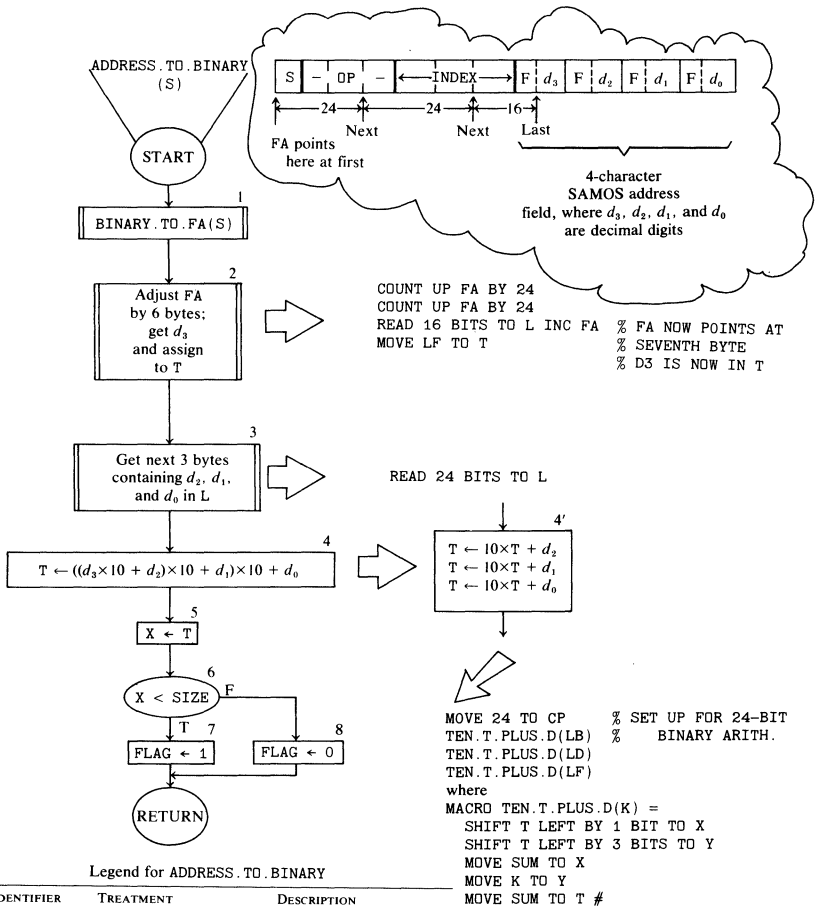 ADDRESS.TO.BINARY
(S)
START
S - OP - ←INDEX→ F d₃ F d₂ F d₁ F d₀
24 24 16
Next Next Last
FA points
here at first
4-character
SAMOS address
field, where d₃, d₂, d₁, and d₀
are decimal digits
1
BINARY.TO.FA(S)
2
Adjust FA
by 6 bytes;
get d₃
and assign
to T
COUNT UP FA BY 24
COUNT UP FA BY 24
READ 16 BITS TO L INC FA % FA NOW POINTS AT
MOVE LF TO T % SEVENTH BYTE
% D3 IS NOW IN T
3
Get next 3 bytes
containing d₂, d₁,
and d₀ in L
READ 24 BITS TO L
4
T ← ((d₃×10 + d₂)×10 + d₁)×10 + d₀
4′
T ← 10×T + d₂
T ← 10×T + d₁
T ← 10×T + d₀
5
X ← T
6
X < SIZE
F
T
7
FLAG ← 1
8
FLAG ← 0
RETURN
MOVE 24 TO CP % SET UP FOR 24-BIT
TEN.T.PLUS.D(LB) % BINARY ARITH.
TEN.T.PLUS.D(LD)
TEN.T.PLUS.D(LF)
where
MACRO TEN.T.PLUS.D(K) =
SHIFT T LEFT BY 1 BIT TO X
SHIFT T LEFT BY 3 BITS TO Y
MOVE SUM TO X
MOVE K TO Y
MOVE SUM TO T #
Legend for ADDRESS.TO.BINARY
DENTIFIER TREATMENT DESCRIPTION